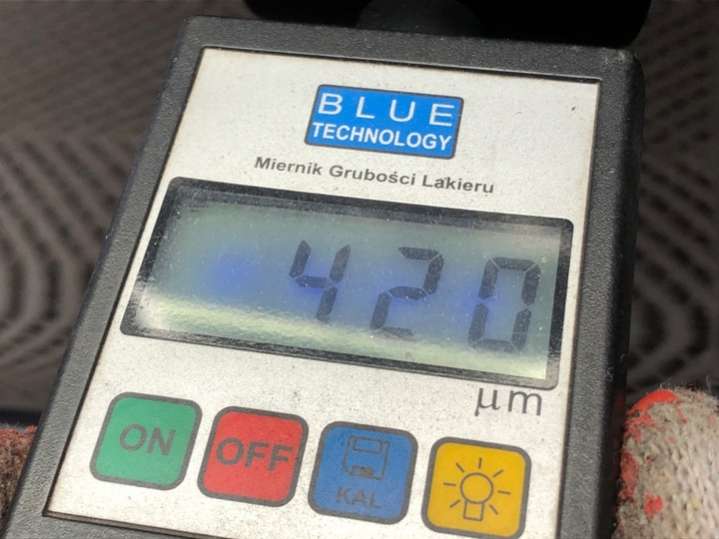 BLUE
TECHNOLOGY
Miernik Grubości Lakieru
420
μm
ON OFF KAL